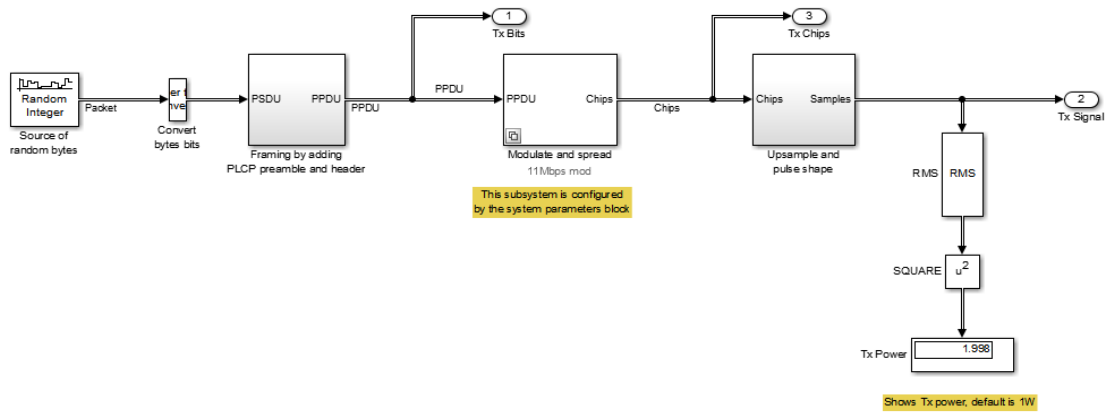 1
Tx Bits
3
Tx Chips
Random
Integer
Source of
random bytes
Packet
Convert
bytes bits
PSDU
PPDU
Framing by adding
PLCP preamble and header
PPDU
PPDU
PPDU
Chips
Modulate and spread
11Mbps mod
This subsystem is configured
by the system parameters block
Chips
Chips
Samples
Upsample and
pulse shape
2
Tx Signal
RMS
RMS
SQUARE
u²
Tx Power
1.998
Shows Tx power, default is 1W